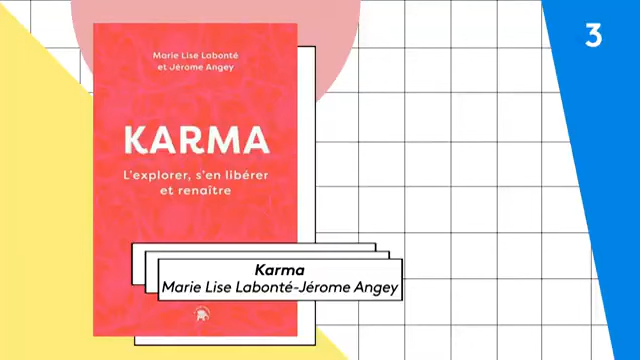 3
Marie Lise Labonté
et Jérome Angey
KARMA
L'explorer, s'en libérer
et renaître
Karma
Marie Lise Labonté-Jérome Angey